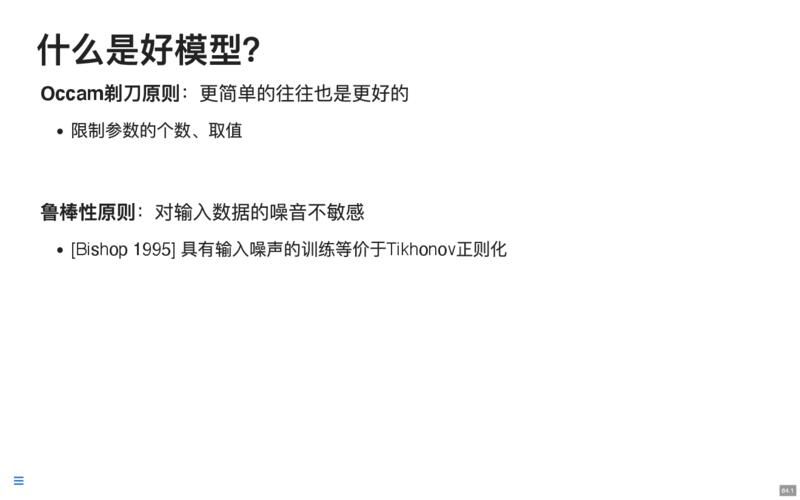 什么是好模型?
Occam剃刀原则：更简单的往往也是更好的
• 限制参数的个数、取值
鲁棒性原则：对输入数据的噪音不敏感
• [Bishop 1995] 具有输入噪声的训练等价于Tikhonov正则化
64.1